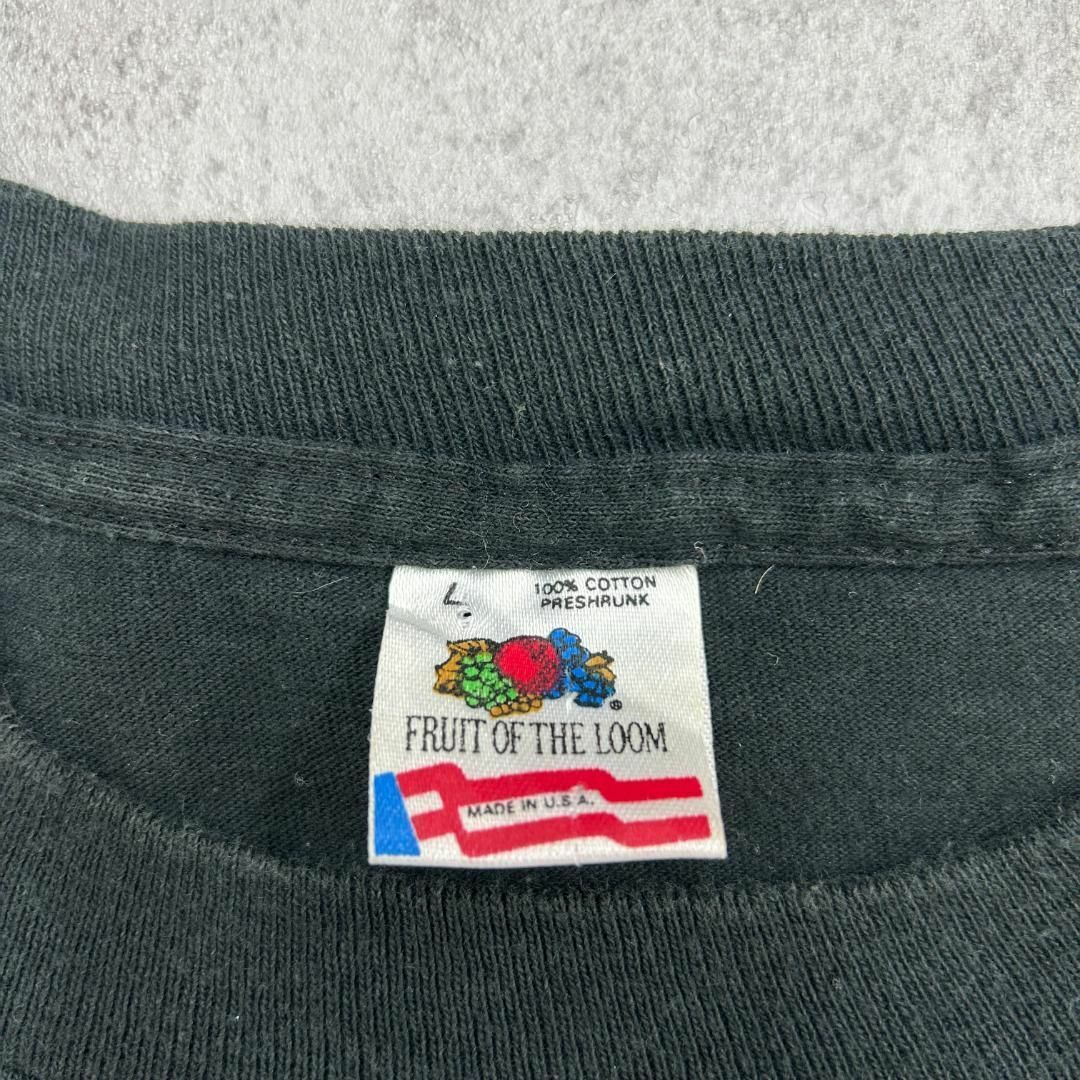 L
100% COTTON
PRESHRUNK
®
FRUIT OF THE LOOM
MADE IN U.S.A.